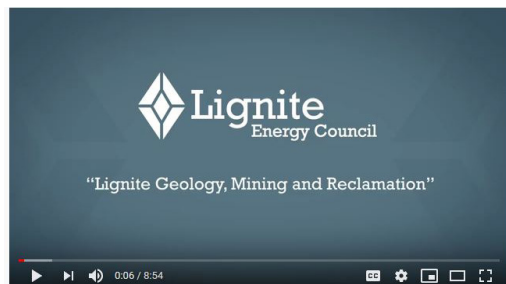 Lignite
Energy Council
“Lignite Geology, Mining and Reclamation”
0:06 / 8:54
CC